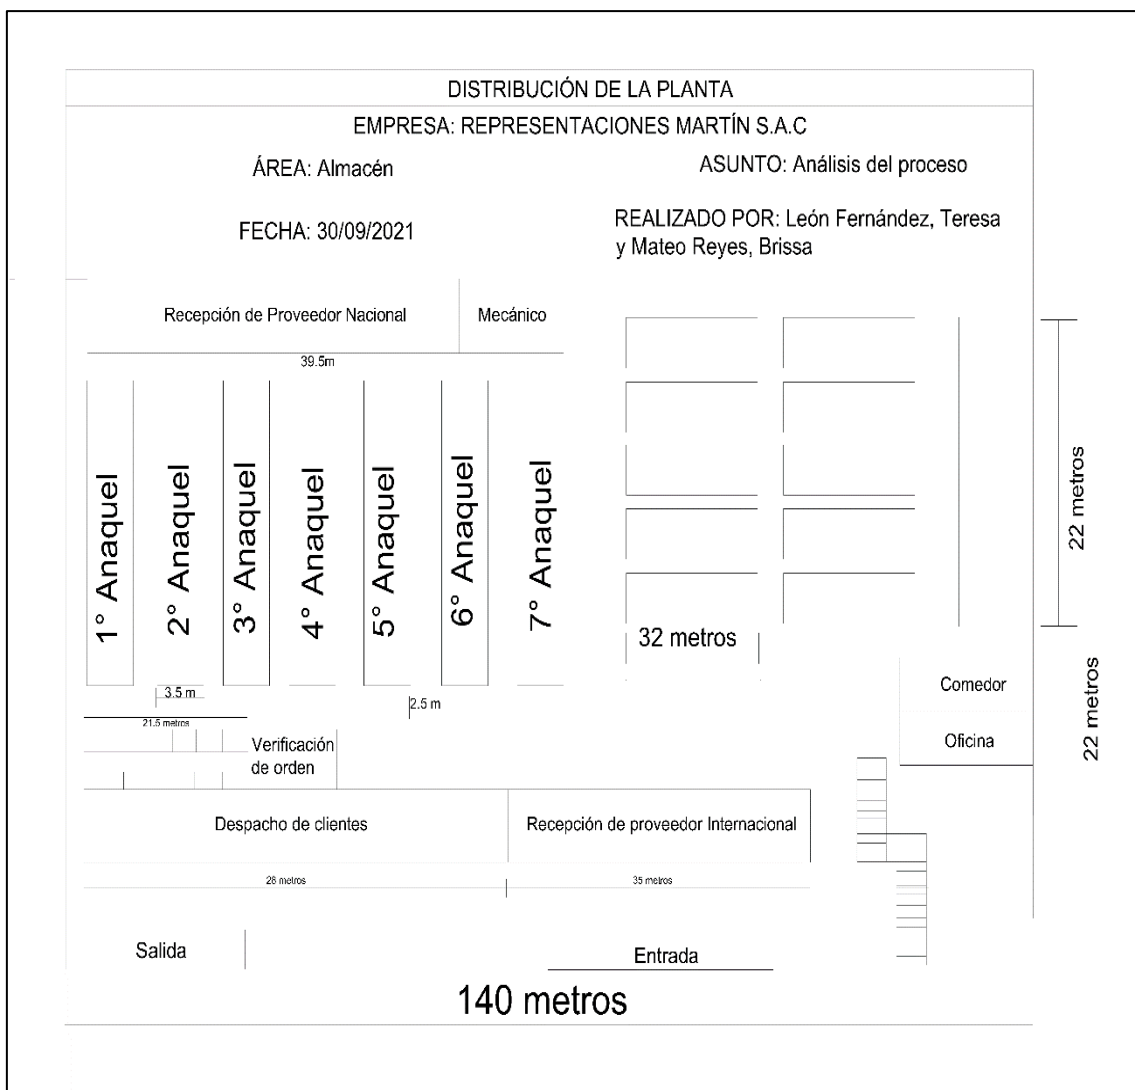 DISTRIBUCIÓN DE LA PLANTA
EMPRESA: REPRESENTACIONES MARTÍN S.A.C
ÁREA: Almacén
ASUNTO: Análisis del proceso
FECHA: 30/09/2021
REALIZADO POR: León Fernández, Teresa
y Mateo Reyes, Brissa
Recepción de Proveedor Nacional
Mecánico
39.5m
1° Anaquel
2° Anaquel
3° Anaquel
4° Anaquel
5° Anaquel
6° Anaquel
7° Anaquel
22 metros
32 metros
3.5 m
2.5 m
21.5 metros
Comedor
22 metros
Oficina
Verificación
de orden
Despacho de clientes
Recepción de proveedor Internacional
26 metros
35 metros
Salida
Entrada
140 metros